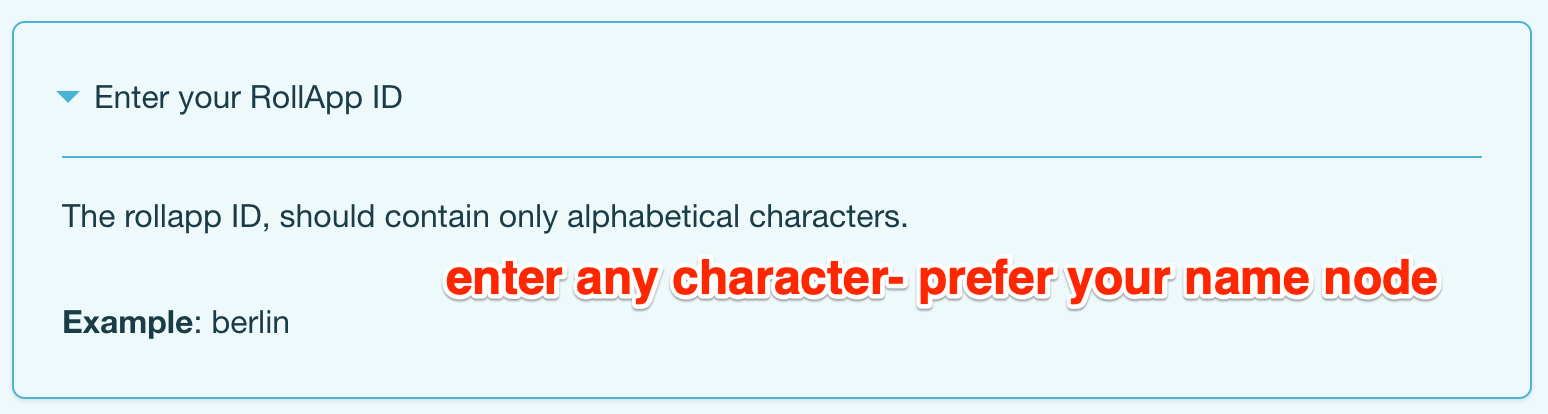 Enter your RollApp ID
The rollapp ID, should contain only alphabetical characters.
enter any character- prefer your name node
Example: berlin